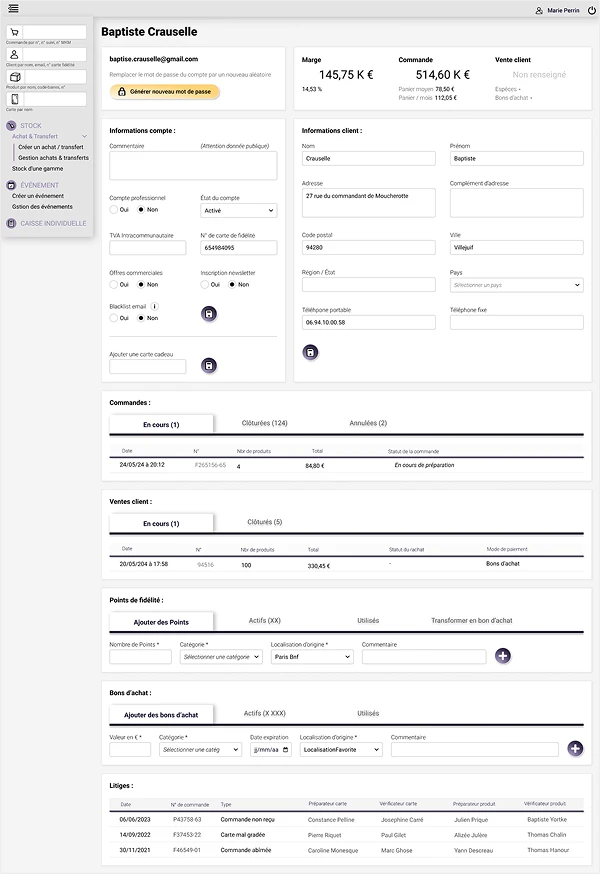 Marie Perrin
Commande par n°, n° suivi, n° MKM
Client par nom, email, n° carte fidélité
Produit par nom, code-barres, n°
Carte par nom
STOCK
Achat & Transfert
Créer un achat / transfert
Gestion achats & transferts
Stock d'une gamme
ÉVÉNEMENT
Créer un événement
Gstion des événements
CAISSE INDIVIDUELLE
Baptiste Crauselle
baptise.crauselle@gmail.com
Remplacer le mot de passe du compte par un nouveau aléatoire
Générer nouveau mot de passe
Marge Commande Vente client
145,75 K € 514,60 K € Non renseigné
14,53 % Panier moyen 78,50 € Espèces -
Panier / mois 112,05 € Bons d'achat -
Informations compte :
Commentaire (Attention donnée publique)
Compte professionnel État du compte
Oui Non Activé
TVA Intracommunautaire N° de carte de fidélité
654984095
Offres commerciales Inscription newsletter
Oui Non Oui Non
Blacklist email i
Oui Non
Ajouter une carte cadeau
Informations client :
Nom Prénom
Crauselle Baptiste
Adresse Complément d'adresse
27 rue du commandant de Moucherotte
Code postal Ville
94280 Villejuif
Région / État Pays
Sélectionner un pays
Téléhpone portable Téléphone fixe
06.94.10.00.58
Commandes :
En cours (1) Clôturées (124) Annulées (2)
Date N° Nbr de produits Total Statut de la commande
24/05/24 à 20:12 F265156-65 4 84,80 € En cours de préparation
Ventes client :
En cours (1) Clôturés (5)
Date N° Nbr de produits Total Statut du rachat Mode de paiement
20/05/204 à 17:58 94516 100 330,45 € - Bons d'achat
Points de fidélité :
Ajouter des Points Actifs (XX) Utilisés Transformer en bon d'achat
Nombre de Points * Catégorie * Localisation d'origine * Commentaire
Sélectionner une catégorie Paris Bnf
Bons d'achat :
Ajouter des bons d'achat Actifs (X XXX) Utilisés
Valeur en € * Catégorie * Date expiration Localisation d'origine * Commentaire
Sélectionner une catég jj/mm/aa LocalisationFavorite
Litiges :
Date N° de commande Type Préparateur carte Vérificateur carte Préparateur produit Vérificateur produit
06/06/2023 P43758-63 Commande non reçu Constance Pelline Josephine Carré Julien Prique Baptiste Yortke
14/09/2022 F37453-22 Carte mal gradée Pierre Riquet Paul Gilet Alizée Julère Thomas Chalin
30/11/2021 F46549-01 Commande abîmée Caroline Monesque Marc Ghose Yann Descreau Thomas Hanour